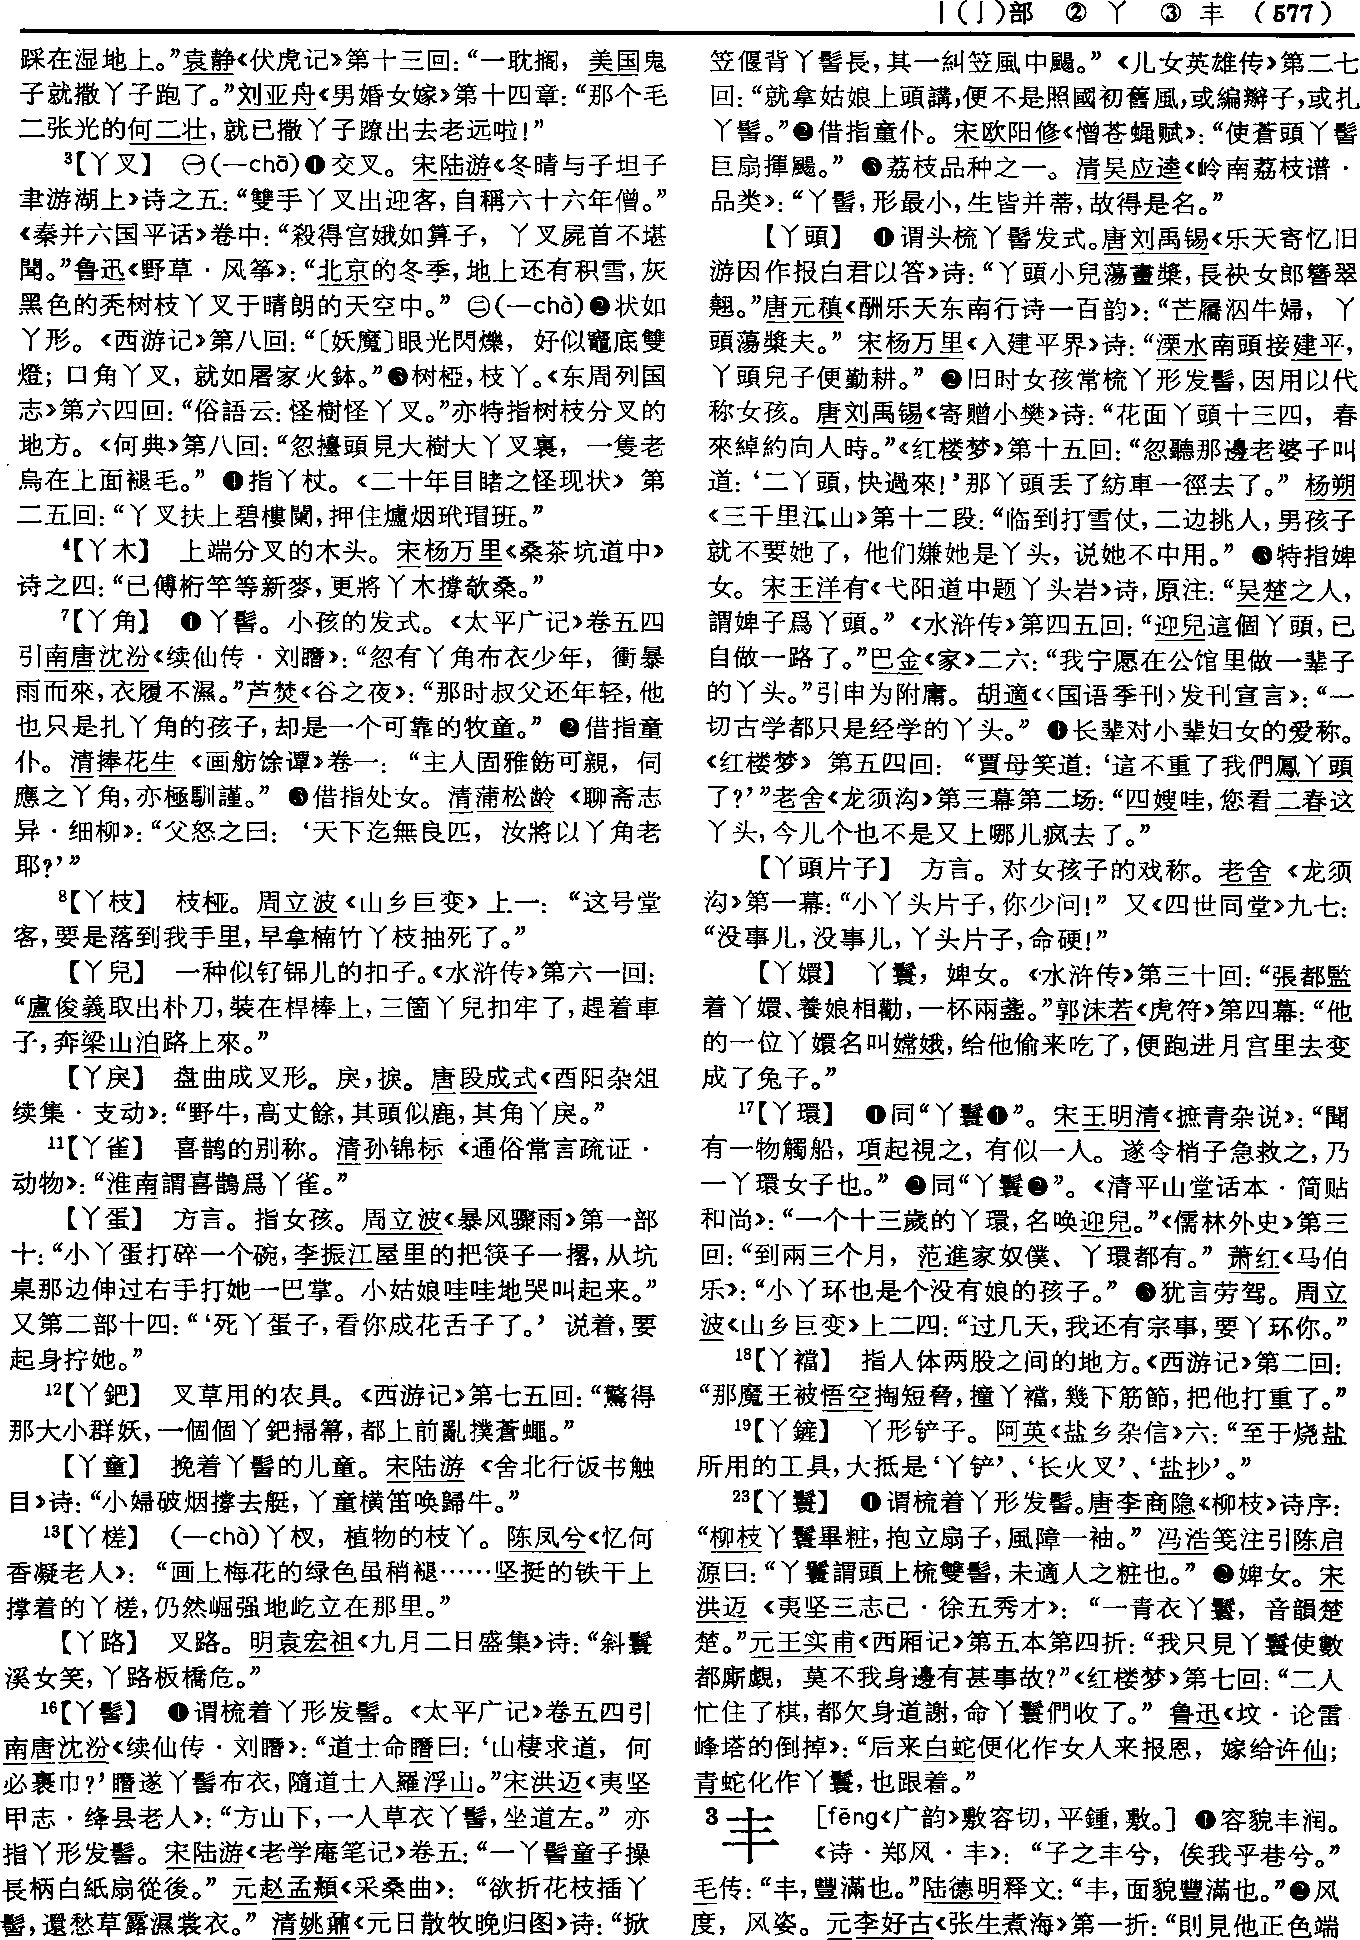 丨(亅)部 ② 丫 ③ 丰 (577)
踩在湿地上。”袁静《伏虎记》第十三回：“一耽搁，美国鬼
子就撒丫子跑了。”刘亚舟《男婚女嫁》第十四章：“那个毛
二张光的何二壮，就已撒丫子蹽出去老远啦！”
³【丫叉】 ㊀(—chā)❶交叉。宋陆游《冬晴与子坦子
聿游湖上》诗之五：“雙手丫叉出迎客，自稱六十六年僧。”
《秦并六国平话》卷中：“殺得宫娥如算子，丫叉屍首不堪
聞。”鲁迅《野草·风筝》：“北京的冬季，地上还有积雪，灰
黑色的秃树枝丫叉于晴朗的天空中。” ㊁(—chà)❷状如
丫形。《西游记》第八回：“〔妖魔〕眼光閃爍，好似竈底雙
燈；口角丫叉，就如屠家火鉢。”❸树桠，枝丫。《东周列国
志》第六四回：“俗語云：怪樹怪丫叉。”亦特指树枝分叉的
地方。《何典》第八回：“忽擡頭見大樹大丫叉裏，一隻老
烏在上面褪毛。” ❹指丫杖。《二十年目睹之怪现状》第
二五回：“丫叉扶上碧樓闌，押住爐烟玳瑁班。”
⁴【丫木】 上端分叉的木头。宋杨万里《桑茶坑道中》
诗之四：“已傅桁竿等新麥，更將丫木撐欹桑。”
⁷【丫角】 ❶丫髻。小孩的发式。《太平广记》卷五四
引南唐沈汾《续仙传·刘瞻》：“忽有丫角布衣少年，衝暴
雨而來，衣履不濕。”芦焚《谷之夜》：“那时叔父还年轻，他
也只是扎丫角的孩子，却是一个可靠的牧童。” ❷借指童
仆。清捧花生《画舫馀谭》卷一：“主人固雅飭可親，伺
應之丫角，亦極馴謹。” ❸借指处女。清蒲松龄《聊斋志
异·细柳》：“父怒之曰：‘天下迄無良匹，汝將以丫角老
耶？’”
⁸【丫枝】 枝桠。周立波《山乡巨变》上一：“这号堂
客，要是落到我手里，早拿楠竹丫枝抽死了。”
【丫兒】 一种似钌铞儿的扣子。《水浒传》第六一回：
“盧俊義取出朴刀，裝在桿棒上，三箇丫兒扣牢了，趕着車
子，奔梁山泊路上來。”
【丫戾】 盘曲成叉形。戾，捩。唐段成式《酉阳杂俎
续集·支动》：“野牛，高丈餘，其頭似鹿，其角丫戾。”
¹¹【丫雀】 喜鹊的别称。清孙锦标《通俗常言疏证·
动物》：“淮南謂喜鵲爲丫雀。”
【丫蛋】 方言。指女孩。周立波《暴风骤雨》第一部
十：“小丫蛋打碎一个碗，李振江屋里的把筷子一撂，从炕
桌那边伸过右手打她一巴掌。小姑娘哇哇地哭叫起来。”
又第二部十四：“‘死丫蛋子，看你成花舌子了。’说着，要
起身拧她。”
¹²【丫鈀】 叉草用的农具。《西游记》第七五回：“驚得
那大小群妖，一個個丫鈀掃箒，都上前亂撲蒼蠅。”
【丫童】 挽着丫髻的儿童。宋陆游《舍北行饭书触
目》诗：“小婦破烟撐去艇，丫童横笛唤歸牛。”
¹³【丫槎】 (—chà)丫杈，植物的枝丫。陈凤兮《忆何
香凝老人》：“画上梅花的绿色虽稍褪……坚挺的铁干上
撑着的丫槎，仍然崛强地屹立在那里。”
【丫路】 叉路。明袁宏祖《九月二日盛集》诗：“斜鬟
溪女笑，丫路板橋危。”
¹⁶【丫髻】 ❶谓梳着丫形发髻。《太平广记》卷五四引
南唐沈汾《续仙传·刘瞻》：“道士命瞻曰：‘山棲求道，何
必裹巾？’瞻遂丫髻布衣，隨道士入羅浮山。”宋洪迈《夷坚
甲志·绛县老人》：“方山下，一人草衣丫髻，坐道左。”亦
指丫形发髻。宋陆游《老学庵笔记》卷五：“一丫髻童子操
長柄白紙扇從後。”元赵孟頫《采桑曲》：“欲折花枝插丫
髻，還愁草露濕裳衣。”清姚鼐《元日散牧晚归图》诗：“掀
笠偃背丫髻長，其一糾笠風中颺。”《儿女英雄传》第二七
回：“就拿姑娘上頭講，便不是照國初舊風，或編辮子，或扎
丫髻。”❷借指童仆。宋欧阳修《憎苍蝇赋》：“使蒼頭丫髻
巨扇揮颺。” ❸荔枝品种之一。清吴应逵《岭南荔枝谱·
品类》：“丫髻，形最小，生皆并蒂，故得是名。”
【丫頭】 ❶谓头梳丫髻发式。唐刘禹锡《乐天寄忆旧
游因作报白君以答》诗：“丫頭小兒蕩畫槳，長袂女郎簪翠
翹。”唐元稹《酬乐天东南行诗一百韵》：“芒屩泅牛婦，丫
頭蕩槳夫。”宋杨万里《入建平界》诗：“溧水南頭接建平，
丫頭兒子便勤耕。” ❷旧时女孩常梳丫形发髻，因用以代
称女孩。唐刘禹锡《寄赠小樊》诗：“花面丫頭十三四，春
來綽約向人時。”《红楼梦》第十五回：“忽聽那邊老婆子叫
道：‘二丫頭，快過來！’那丫頭丢了紡車一徑去了。”杨朔
《三千里江山》第十二段：“临到打雪仗，二边挑人，男孩子
就不要她了，他们嫌她是丫头，说她不中用。” ❸特指婢
女。宋王洋有《弋阳道中题丫头岩》诗，原注：“吴楚之人，
謂婢子爲丫頭。”《水浒传》第四五回：“迎兒這個丫頭，已
自做一路了。”巴金《家》二六：“我宁愿在公馆里做一辈子
的丫头。”引申为附庸。胡適《〈国语季刊〉发刊宣言》：“一
切古学都只是经学的丫头。” ❹长辈对小辈妇女的爱称。
《红楼梦》第五四回：“賈母笑道：‘這不重了我們鳳丫頭
了？’”老舍《龙须沟》第三幕第二场：“四嫂哇，您看二春这
丫头，今儿个也不是又上哪儿疯去了。”
【丫頭片子】 方言。对女孩子的戏称。老舍《龙须
沟》第一幕：“小丫头片子，你少问！” 又《四世同堂》九七：
“没事儿，没事儿，丫头片子，命硬！”
【丫嬛】 丫鬟，婢女。《水浒传》第三十回：“張都監
着丫嬛、養娘相勸，一杯兩盞。”郭沫若《虎符》第四幕：“他
的一位丫嬛名叫嫦娥，给他偷来吃了，便跑进月宫里去变
成了兔子。”
¹⁷【丫環】 ❶同“丫鬟❶”。宋王明清《摭青杂说》：“聞
有一物觸船，項起視之，有似一人。遂令梢子急救之，乃
一丫環女子也。” ❷同“丫鬟❷”。《清平山堂话本·简贴
和尚》：“一个十三歲的丫環，名唤迎兒。”《儒林外史》第三
回：“到兩三个月，范進家奴僕、丫環都有。”萧红《马伯
乐》：“小丫环也是个没有娘的孩子。” ❸犹言劳驾。周立
波《山乡巨变》上二四：“过几天，我还有宗事，要丫环你。”
¹⁸【丫襠】 指人体两股之间的地方。《西游记》第二回：
“那魔王被悟空掏短脅，撞丫襠，幾下筋節，把他打重了。”
¹⁹【丫鏟】 丫形铲子。阿英《盐乡杂信》六：“至于烧盐
所用的工具，大抵是‘丫铲’、‘长火叉’、‘盐抄’。”
²³【丫鬟】 ❶谓梳着丫形发髻。唐李商隐《柳枝》诗序：
“柳枝丫鬟畢粧，抱立扇子，風障一袖。”冯浩笺注引陈启
源曰：“丫鬟謂頭上梳雙髻，未適人之粧也。” ❷婢女。宋
洪迈《夷坚三志己·徐五秀才》：“一青衣丫鬟，音韻楚
楚。”元王实甫《西厢记》第五本第四折：“我只見丫鬟使數
都廝覷，莫不我身邊有甚事故？”《红楼梦》第七回：“二人
忙住了棋，都欠身道謝，命丫鬟們收了。”鲁迅《坟·论雷
峰塔的倒掉》：“后来白蛇便化作女人来报恩，嫁给许仙；
青蛇化作丫鬟，也跟着。”
³丰 [fēng《广韵》敷容切，平鍾，敷。] ❶容貌丰润。
《诗·郑风·丰》：“子之丰兮，俟我乎巷兮。”
毛传：“丰，豐滿也。”陆德明释文：“丰，面貌豐滿也。”❷风
度，风姿。元李好古《张生煮海》第一折：“則見他正色端